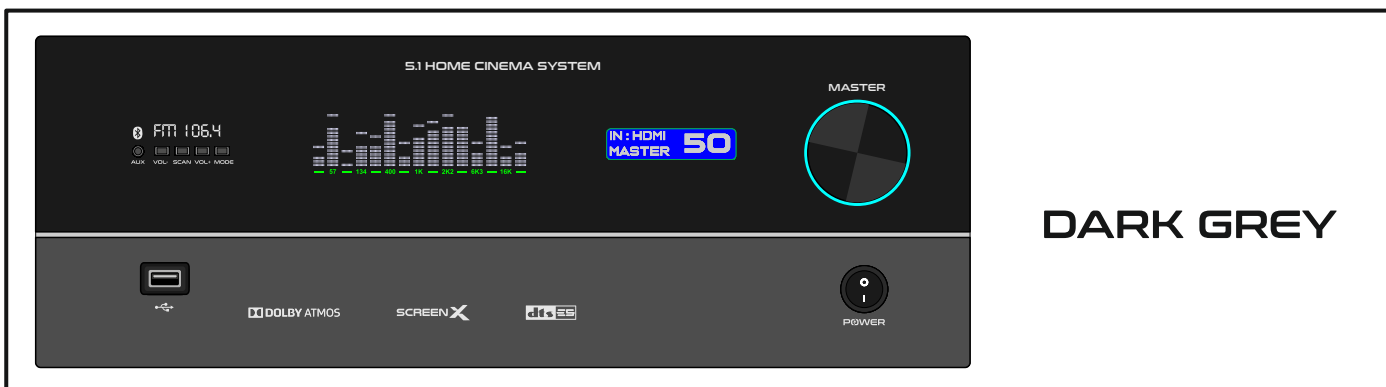 5.1 HOME CINEMA SYSTEM
MASTER
FM 106.4
AUX VOL- SCAN VOL+ MODE
57 134 400 1K 2K2 6K3 16K
IN : HDMI
MASTER 50
DARK GREY
DOLBY ATMOS
SCREEN X
dts ES
POWER